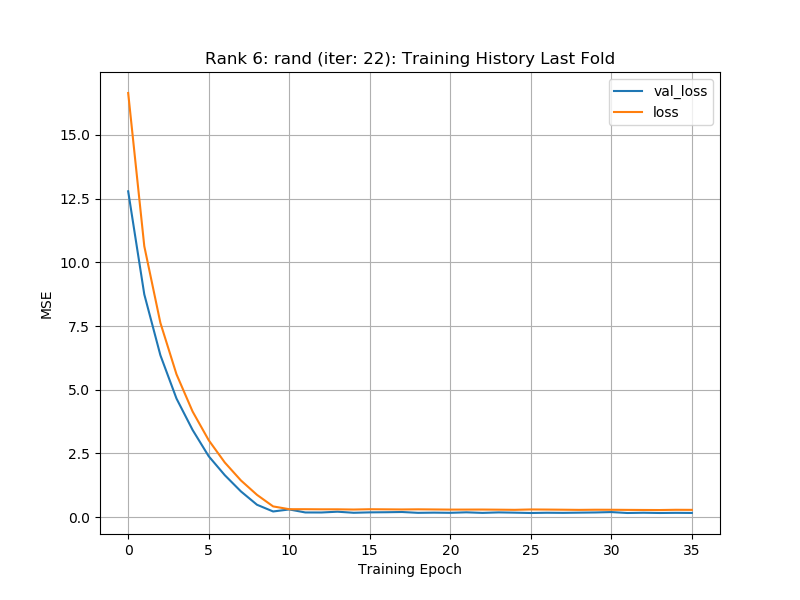 Rank 6: rand (iter: 22): Training History Last Fold
val_loss
loss
15.0
12.5
10.0
7.5
5.0
2.5
0.0
MSE
0 5 10 15 20 25 30 35
Training Epoch